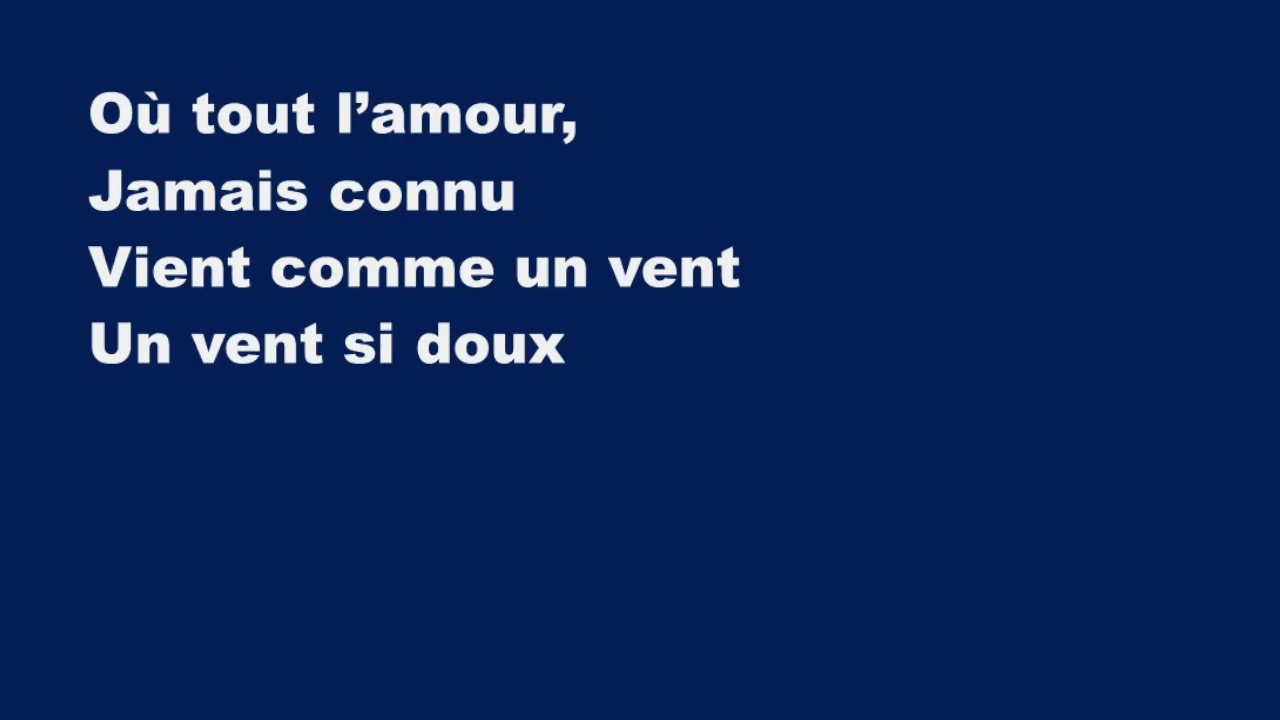 Où tout l’amour,
Jamais connu
Vient comme un vent
Un vent si doux